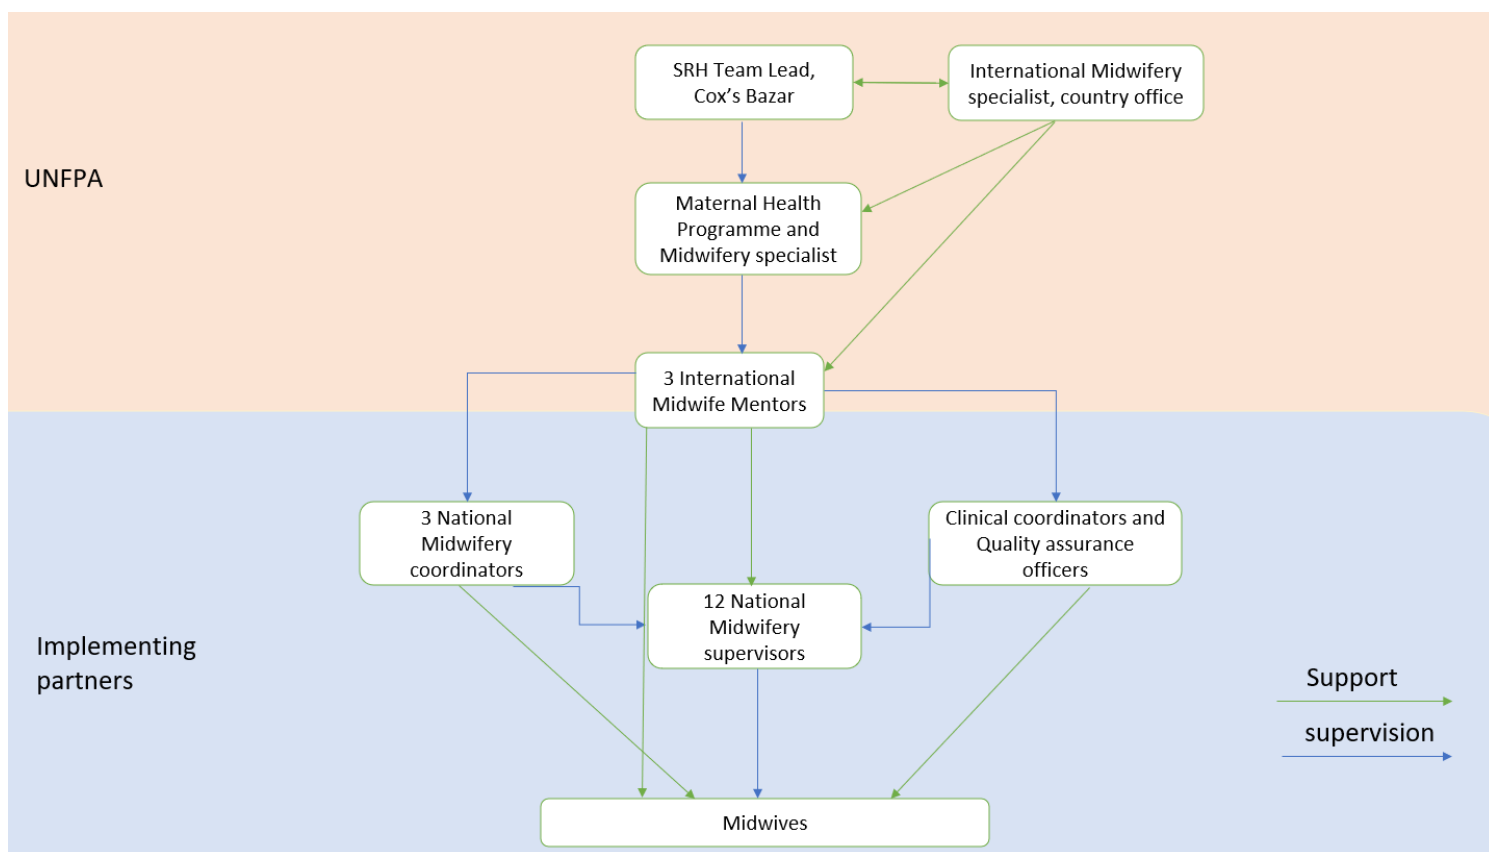 SRH Team Lead,
Cox’s Bazar
International Midwifery
specialist, country office
UNFPA
Maternal Health
Programme and
Midwifery specialist
3 International
Midwife Mentors
3 National
Midwifery
coordinators
Clinical coordinators and
Quality assurance
officers
12 National
Midwifery
supervisors
Implementing
partners
Support
supervision
Midwives